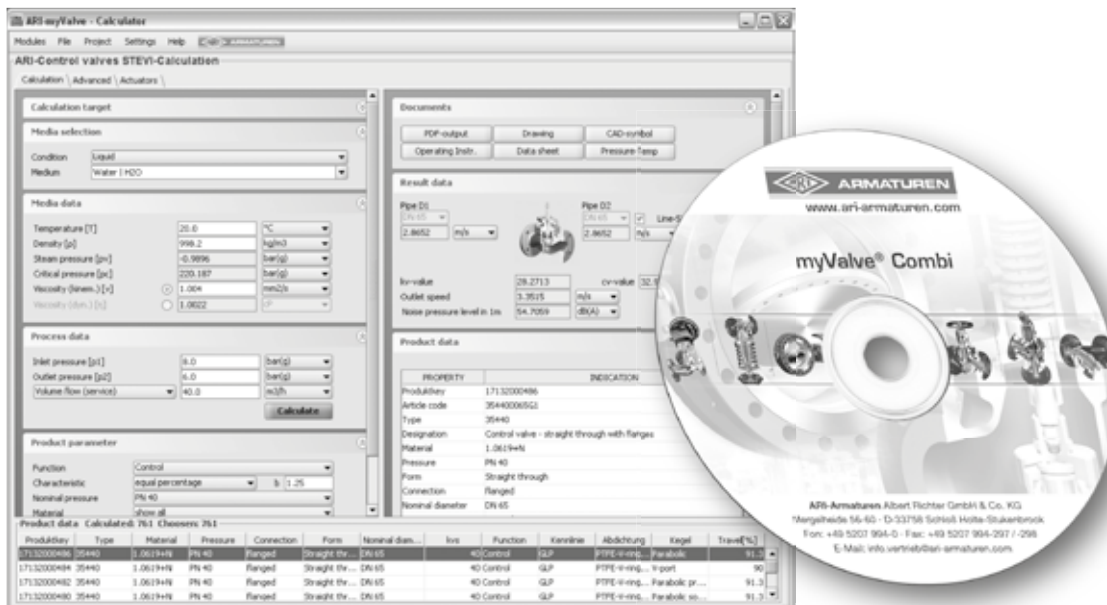 ARI-myValve - Calculator
Modules File Project Settings Help ARI ARMATUREN
ARI-Control valves STEVI-Calculation
Calculation Advanced Actuators
Calculation target
Media selection
Condition Liquid
Medium Water | H2O
Media data
Temperature [T] 20.0 °C
Density [ρ] 998.2 kg/m3
Steam pressure [pv] -0.9896 bar(g)
Critical pressure [pc] 220.187 bar(g)
Viscosity (kinem.) [ν] 1.004 mm2/s
Viscosity (dyn.) 1.0022 cP
Process data
Inlet pressure [p1] 8.0 bar(g)
Outlet pressure [p2] 6.0 bar(g)
Volume flow (service) 40.0 m3/h
Calculate
Product parameter
Function Control
Characteristic equal percentage b 1.25
Nominal pressure PN 40
Material show all
Documents
PDF-output Drawing CAD-symbol
Operating Instr. Data sheet Pressure-Temp
Result data
Pipe D1 Pipe D2
DN 65 DN 65 Line-S
2.8652 m/s 2.8652 m/s
kv-value 28.2713 cv-value 32.
Outlet speed 3.3515 m/s
Noise pressure level in 1m 54.7059 dB(A)
Product data
PROPERTY INDICATION
Produktkey 17132000486
Article code 35440006561
Type 35440
Designation Control valve - straight through with flanges
Material 1.0619+N
Pressure PN 40
Form Straight through
Connection flanged
Nominal diameter DN 65
Product data Calculated: 761 Choosen: 761
Produktkey Type Material Pressure Connection Form Nominal diam... kvs Function Kennlinie Abdichtung Kegel Travel[%]
17132000486 35440 1.0619+N PN 40 flanged Straight thr... DN 65 40 Control GLP PTFE-V-ring... Parabolic 91.3
17132000484 35440 1.0619+N PN 40 flanged Straight thr... DN 65 40 Control GLP PTFE-V-ring... V-port 90
17132000482 35440 1.0619+N PN 40 flanged Straight thr... DN 65 40 Control GLP PTFE-V-ring... Parabolic pr... 91.3
17132000480 35440 1.0619+N PN 40 flanged Straight thr... DN 65 40 Control GLP PTFE-V-ring... Parabolic so... 91.3
ARI ARMATUREN
www.ari-armaturen.com
myValve® Combi
ARI-Armaturen Albert Richter GmbH & Co. KG
Mergelheide 56-60 · D-33758 Schloß Holte-Stukenbrock
Fon: +49 5207 994-0 · Fax: +49 5207 994-297 / -298
E-Mail: info.vertrieb@ari-armaturen.com